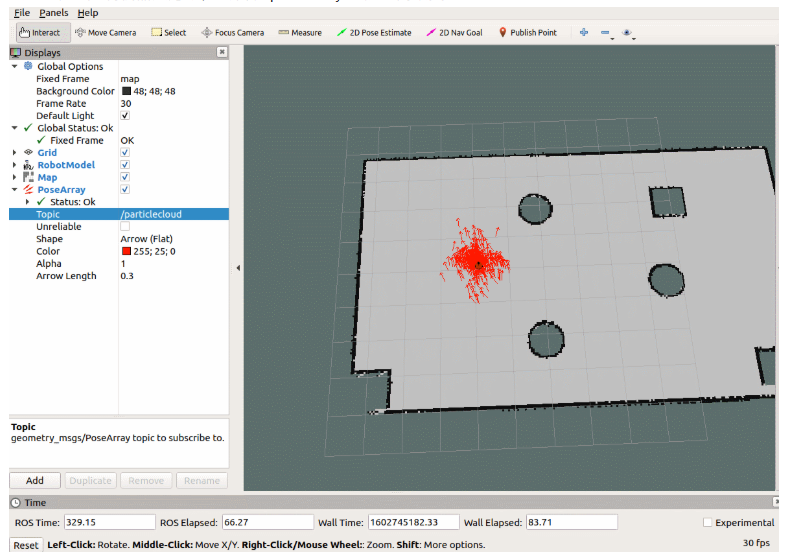 File Panels Help
Interact Move Camera Select Focus Camera Measure 2D Pose Estimate 2D Nav Goal Publish Point
Displays
Global Options
Fixed Frame map
Background Color 48; 48; 48
Frame Rate 30
Default Light
Global Status: Ok
Fixed Frame OK
Grid
RobotModel
Map
PoseArray
Status: Ok
Topic /particlecloud
Unreliable
Shape Arrow (Flat)
Color 255; 25; 0
Alpha 1
Arrow Length 0.3
Topic
geometry_msgs/PoseArray topic to subscribe to.
Add Duplicate Remove Rename
Time
ROS Time: 329.15 ROS Elapsed: 66.27 Wall Time: 1602745182.33 Wall Elapsed: 83.71 Experimental
Reset Left-Click: Rotate. Middle-Click: Move X/Y. Right-Click/Mouse Wheel:: Zoom. Shift: More options. 30 fps